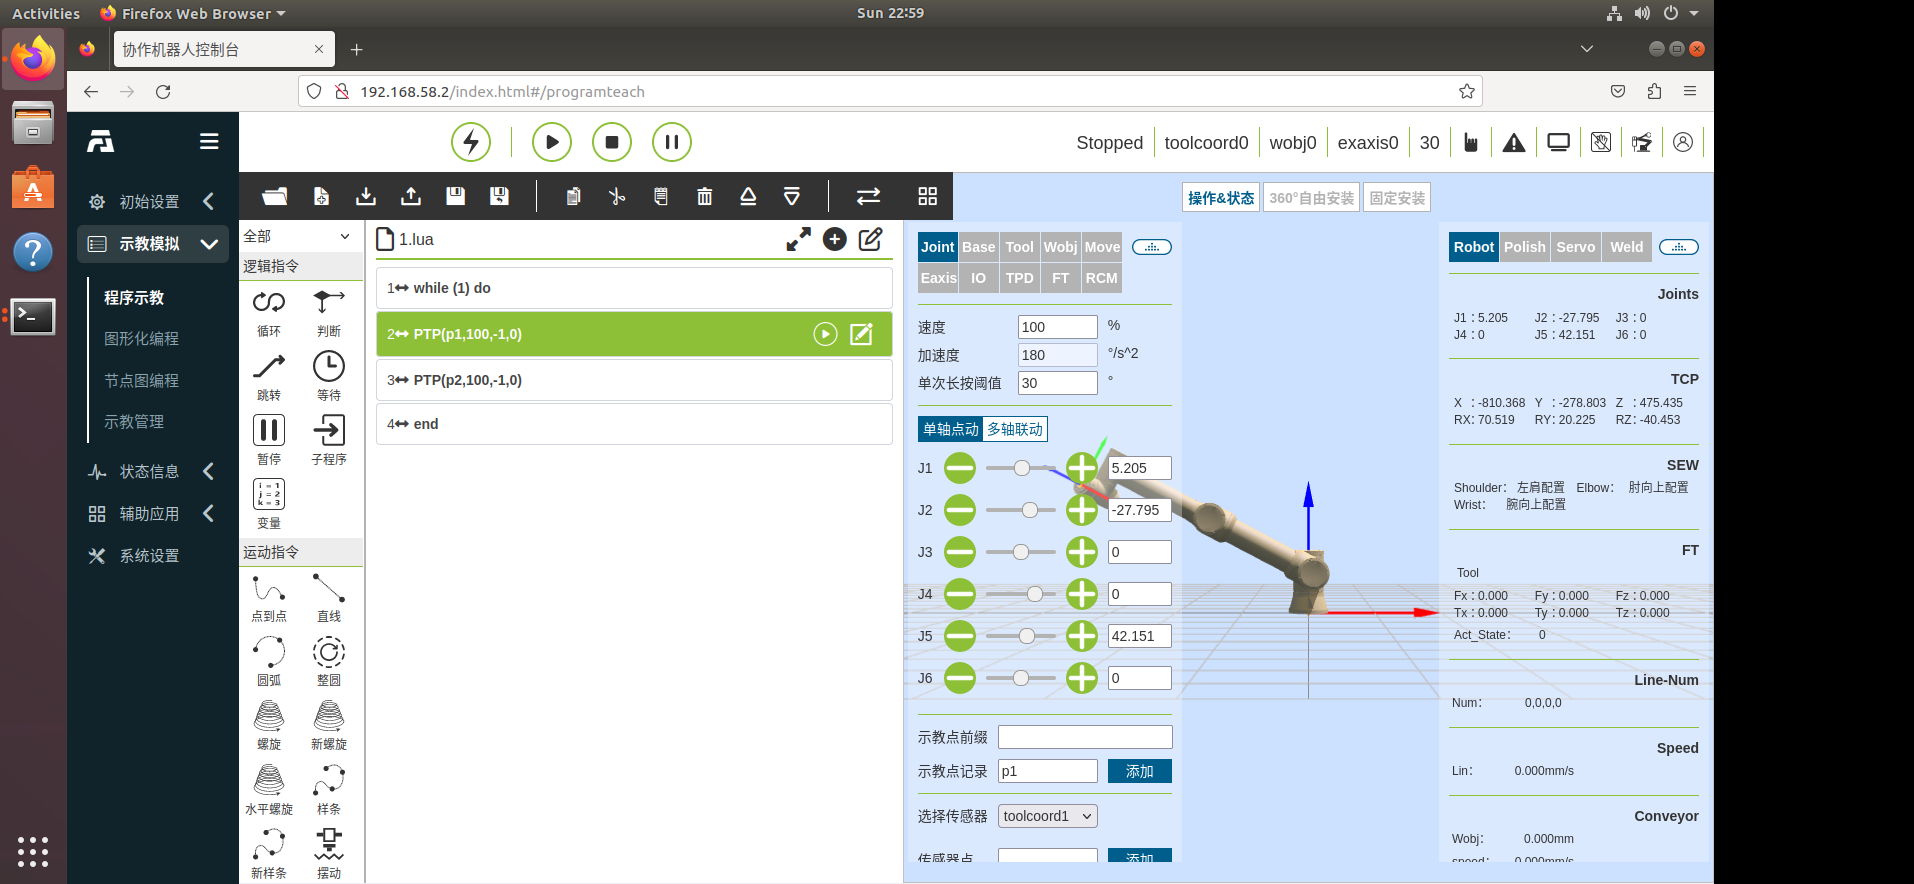 Activities
Firefox Web Browser
Sun 22:59
协作机器人控制台
192.168.58.2/index.html#/programteach
Stopped
toolcoord0
wobj0
exaxis0
30
初始设置
示教模拟
程序示教
图形化编程
节点图编程
示教管理
状态信息
辅助应用
系统设置
全部
逻辑指令
循环 判断
跳转 等待
暂停 子程序
i = 1
j = 2
k = 3
变量
运动指令
点到点 直线
圆弧 整圆
螺旋 新螺旋
水平螺旋 样条
新样条 摆动
1.lua
1 while (1) do
2 PTP(p1,100,-1,0)
3 PTP(p2,100,-1,0)
4 end
操作&状态 360°自由安装 固定安装
Joint Base Tool Wobj Move
Eaxis IO TPD FT RCM
速度 100 %
加速度 180 °/s^2
单次长按阈值 30 °
单轴点动 多轴联动
J1 5.205
J2 -27.795
J3 0
J4 0
J5 42.151
J6 0
示教点前缀
示教点记录 p1 添加
选择传感器 toolcoord1
传感器点 添加
Robot Polish Servo Weld
Joints
J1 : 5.205 J2 : -27.795 J3 : 0
J4 : 0 J5 : 42.151 J6 : 0
TCP
X : -810.368 Y : -278.803 Z : 475.435
RX: 70.519 RY: 20.225 RZ: -40.453
SEW
Shoulder: 左肩配置 Elbow: 肘向上配置
Wrist: 腕向上配置
FT
Tool
Fx : 0.000 Fy : 0.000 Fz : 0.000
Tx : 0.000 Ty : 0.000 Tz : 0.000
Act_State: 0
Line-Num
Num: 0,0,0,0
Speed
Lin: 0.000mm/s
Conveyor
Wobj: 0.000mm
speed: 0.000mm/s